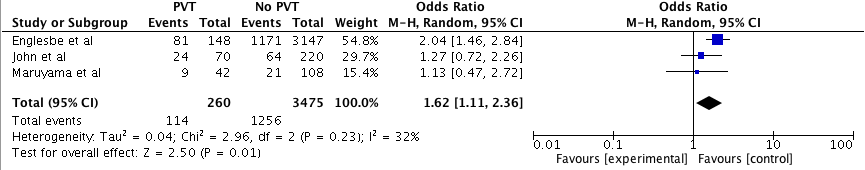 PVT No PVT Odds Ratio Odds Ratio
Study or Subgroup Events Total Events Total Weight M-H, Random, 95% CI M-H, Random, 95% CI
Englesbe et al 81 148 1171 3147 54.8% 2.04 [1.46, 2.84]
John et al 24 70 64 220 29.7% 1.27 [0.72, 2.26]
Maruyama et al 9 42 21 108 15.4% 1.13 [0.47, 2.72]
Total (95% CI) 260 3475 100.0% 1.62 [1.11, 2.36]
Total events 114 1256
Heterogeneity: Tau² = 0.04; Chi² = 2.96, df = 2 (P = 0.23); I² = 32%
Test for overall effect: Z = 2.50 (P = 0.01)
0.01 0.1 1 10 100
Favours [experimental] Favours [control]